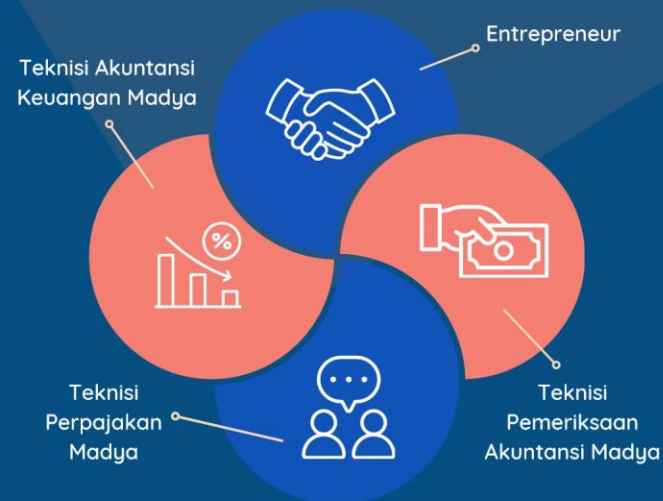 Entrepreneur
Teknisi Akuntansi
Keuangan Madya
%
Teknisi
Perpajakan
Madya
Teknisi
Pemeriksaan
Akuntansi Madya